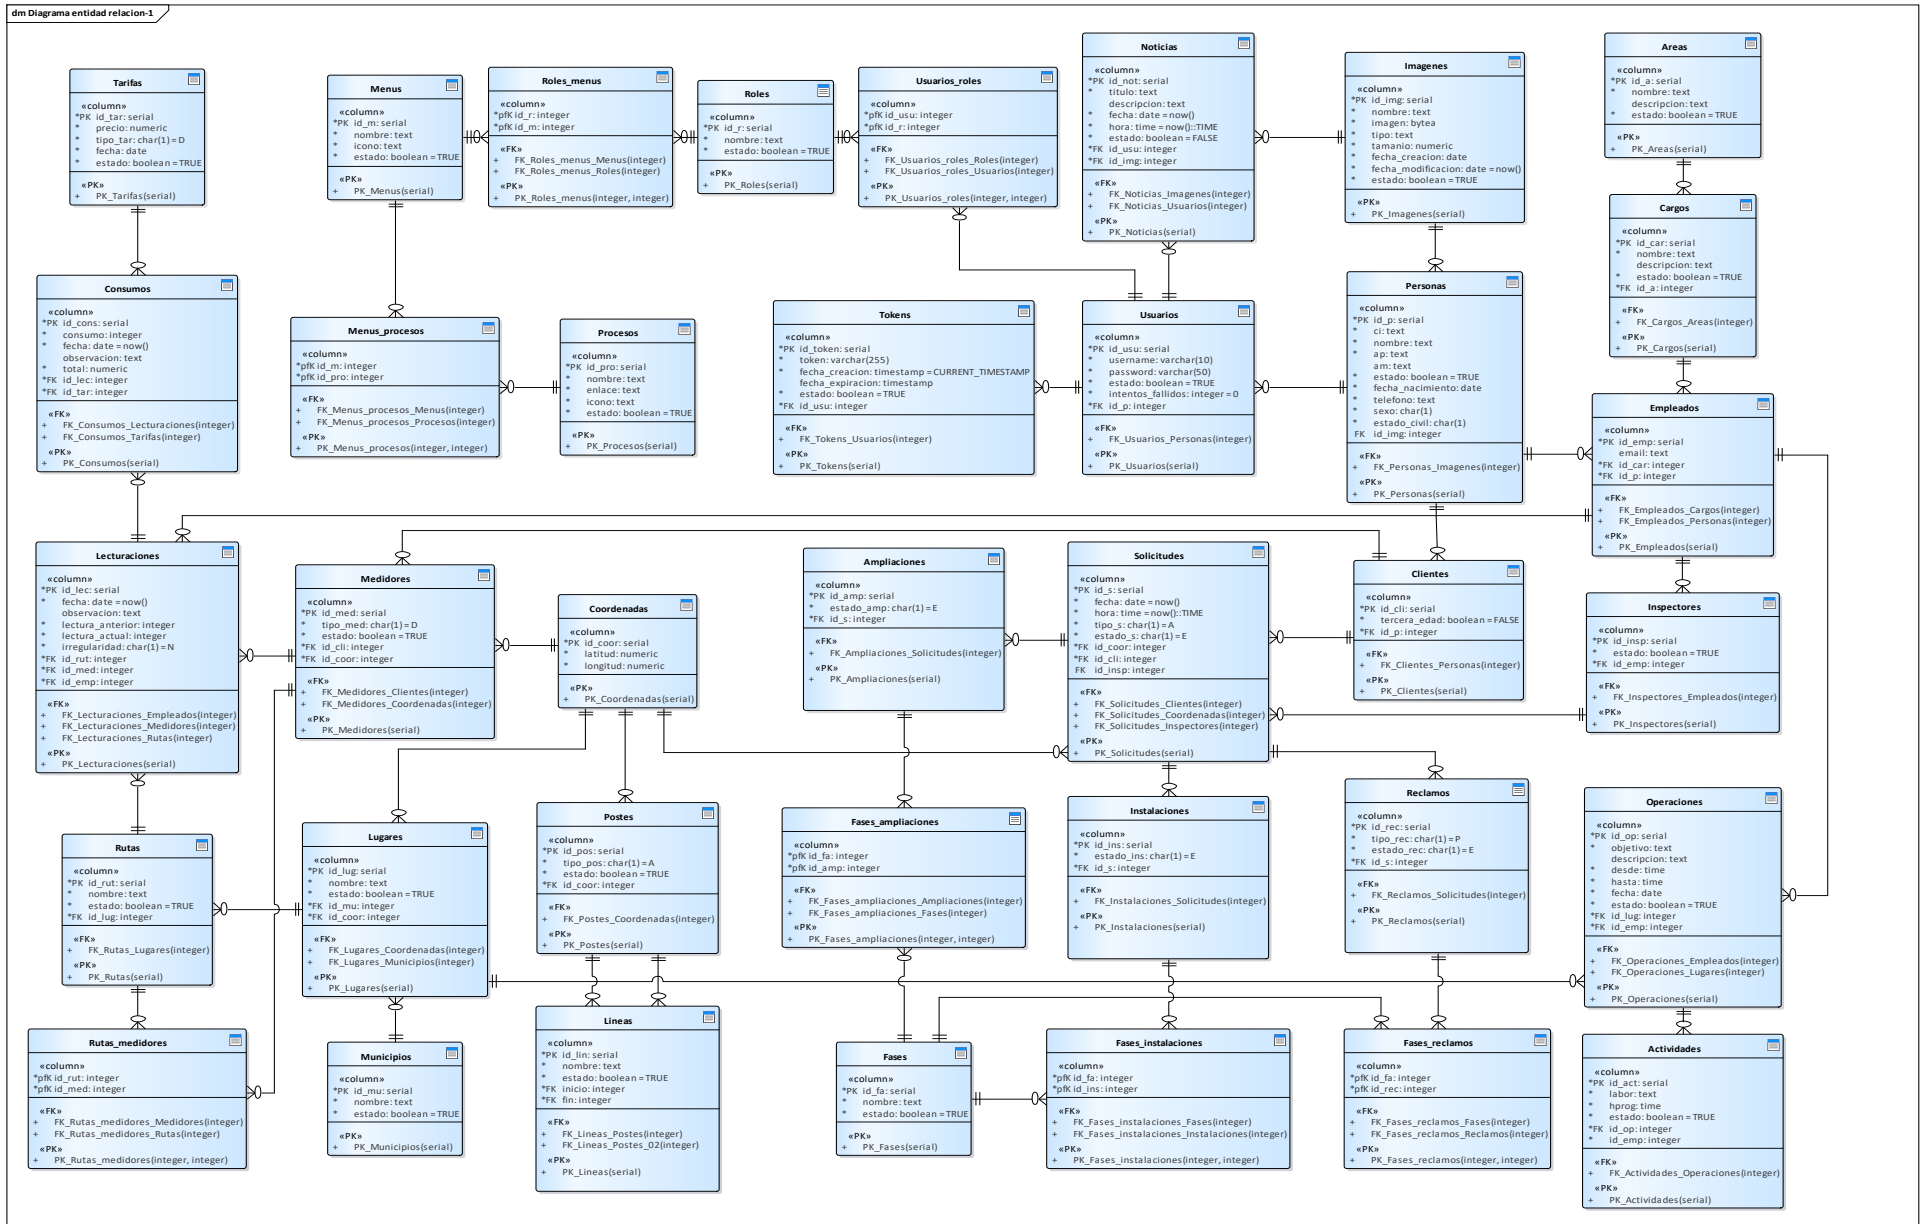 dm Diagrama entidad relacion-1
Tarifas
«column»
*PK id_tar: serial
* precio: numeric
* tipo_tar: char(1) = D
* fecha: date
* estado: boolean = TRUE
«PK»
+ PK_Tarifas(serial)
Menus
«column»
*PK id_m: serial
* nombre: text
* icono: text
* estado: boolean = TRUE
«PK»
+ PK_Menus(serial)
Roles_menus
«column»
*pfK id_r: integer
*pfK id_m: integer
«FK»
+ FK_Roles_menus_Menus(integer)
+ FK_Roles_menus_Roles(integer)
«PK»
+ PK_Roles_menus(integer, integer)
Roles
«column»
*PK id_r: serial
* nombre: text
* estado: boolean = TRUE
«PK»
+ PK_Roles(serial)
Usuarios_roles
«column»
*pfK id_usu: integer
*pfK id_r: integer
«FK»
+ FK_Usuarios_roles_Roles(integer)
+ FK_Usuarios_roles_Usuarios(integer)
«PK»
+ PK_Usuarios_roles(integer, integer)
Noticias
«column»
*PK id_not: serial
* titulo: text
descripcion: text
* fecha: date = now()
* hora: time = now()::TIME
* estado: boolean = FALSE
*FK id_usu: integer
*FK id_img: integer
«FK»
+ FK_Noticias_Imagenes(integer)
+ FK_Noticias_Usuarios(integer)
«PK»
+ PK_Noticias(serial)
Imagenes
«column»
*PK id_img: serial
* nombre: text
* imagen: bytea
* tipo: text
* tamanio: numeric
* fecha_creacion: date
* fecha_modificacion: date = now()
* estado: boolean = TRUE
«PK»
+ PK_Imagenes(serial)
Areas
«column»
*PK id_a: serial
* nombre: text
descripcion: text
* estado: boolean = TRUE
«PK»
+ PK_Areas(serial)
Cargos
«column»
*PK id_car: serial
* nombre: text
descripcion: text
* estado: boolean = TRUE
*FK id_a: integer
«FK»
+ FK_Cargos_Areas(integer)
«PK»
+ PK_Cargos(serial)
Consumos
«column»
*PK id_cons: serial
* consumo: integer
* fecha: date = now()
observacion: text
* total: numeric
*FK id_lec: integer
*FK id_tar: integer
«FK»
+ FK_Consumos_Lecturaciones(integer)
+ FK_Consumos_Tarifas(integer)
«PK»
+ PK_Consumos(serial)
Menus_procesos
«column»
*pfK id_m: integer
*pfK id_pro: integer
«FK»
+ FK_Menus_procesos_Menus(integer)
+ FK_Menus_procesos_Procesos(integer)
«PK»
+ PK_Menus_procesos(integer, integer)
Procesos
«column»
*PK id_pro: serial
* nombre: text
* enlace: text
* icono: text
* estado: boolean = TRUE
«PK»
+ PK_Procesos(serial)
Tokens
«column»
*PK id_token: serial
* token: varchar(255)
* fecha_creacion: timestamp = CURRENT_TIMESTAMP
fecha_expiracion: timestamp
* estado: boolean = TRUE
*FK id_usu: integer
«FK»
+ FK_Tokens_Usuarios(integer)
«PK»
+ PK_Tokens(serial)
Usuarios
«column»
*PK id_usu: serial
* username: varchar(10)
* password: varchar(50)
* estado: boolean = TRUE
* intentos_fallidos: integer = 0
*FK id_p: integer
«FK»
+ FK_Usuarios_Personas(integer)
«PK»
+ PK_Usuarios(serial)
Personas
«column»
*PK id_p: serial
* ci: text
* nombre: text
* ap: text
am: text
* estado: boolean = TRUE
* fecha_nacimiento: date
* telefono: text
* sexo: char(1)
* estado_civil: char(1)
FK id_img: integer
«FK»
+ FK_Personas_Imagenes(integer)
«PK»
+ PK_Personas(serial)
Empleados
«column»
*PK id_emp: serial
email: text
*FK id_car: integer
*FK id_p: integer
«FK»
+ FK_Empleados_Cargos(integer)
+ FK_Empleados_Personas(integer)
«PK»
+ PK_Empleados(serial)
Lecturaciones
«column»
*PK id_lec: serial
* fecha: date = now()
observacion: text
* lectura_anterior: integer
* lectura_actual: integer
* irregularidad: char(1) = N
*FK id_rut: integer
*FK id_med: integer
*FK id_emp: integer
«FK»
+ FK_Lecturaciones_Empleados(integer)
+ FK_Lecturaciones_Medidores(integer)
+ FK_Lecturaciones_Rutas(integer)
«PK»
+ PK_Lecturaciones(serial)
Medidores
«column»
*PK id_med: serial
* tipo_med: char(1) = D
* estado: boolean = TRUE
*FK id_cli: integer
*FK id_coor: integer
«FK»
+ FK_Medidores_Clientes(integer)
+ FK_Medidores_Coordenadas(integer)
«PK»
+ PK_Medidores(serial)
Coordenadas
«column»
*PK id_coor: serial
* latitud: numeric
* longitud: numeric
«PK»
+ PK_Coordenadas(serial)
Ampliaciones
«column»
*PK id_amp: serial
* estado_amp: char(1) = E
*FK id_s: integer
«FK»
+ FK_Ampliaciones_Solicitudes(integer)
«PK»
+ PK_Ampliaciones(serial)
Solicitudes
«column»
*PK id_s: serial
* fecha: date = now()
* hora: time = now()::TIME
* tipo_s: char(1) = A
* estado_s: char(1) = E
*FK id_coor: integer
*FK id_cli: integer
FK id_insp: integer
«FK»
+ FK_Solicitudes_Clientes(integer)
+ FK_Solicitudes_Coordenadas(integer)
+ FK_Solicitudes_Inspectores(integer)
«PK»
+ PK_Solicitudes(serial)
Clientes
«column»
*PK id_cli: serial
* tercera_edad: boolean = FALSE
*FK id_p: integer
«FK»
+ FK_Clientes_Personas(integer)
«PK»
+ PK_Clientes(serial)
Inspectores
«column»
*PK id_insp: serial
* estado: boolean = TRUE
*FK id_emp: integer
«FK»
+ FK_Inspectores_Empleados(integer)
«PK»
+ PK_Inspectores(serial)
Rutas
«column»
*PK id_rut: serial
* nombre: text
* estado: boolean = TRUE
*FK id_lug: integer
«FK»
+ FK_Rutas_Lugares(integer)
«PK»
+ PK_Rutas(serial)
Lugares
«column»
*PK id_lug: serial
* nombre: text
* estado: boolean = TRUE
*FK id_mu: integer
*FK id_coor: integer
«FK»
+ FK_Lugares_Coordenadas(integer)
+ FK_Lugares_Municipios(integer)
«PK»
+ PK_Lugares(serial)
Postes
«column»
*PK id_pos: serial
* tipo_pos: char(1) = A
* estado: boolean = TRUE
*FK id_coor: integer
«FK»
+ FK_Postes_Coordenadas(integer)
«PK»
+ PK_Postes(serial)
Fases_ampliaciones
«column»
*pfK id_fa: integer
*pfK id_amp: integer
«FK»
+ FK_Fases_ampliaciones_Ampliaciones(integer)
+ FK_Fases_ampliaciones_Fases(integer)
«PK»
+ PK_Fases_ampliaciones(integer, integer)
Instalaciones
«column»
*PK id_ins: serial
* estado_ins: char(1) = E
*FK id_s: integer
«FK»
+ FK_Instalaciones_Solicitudes(integer)
«PK»
+ PK_Instalaciones(serial)
Reclamos
«column»
*PK id_rec: serial
* tipo_rec: char(1) = P
* estado_rec: char(1) = E
*FK id_s: integer
«FK»
+ FK_Reclamos_Solicitudes(integer)
«PK»
+ PK_Reclamos(serial)
Operaciones
«column»
*PK id_op: serial
* objetivo: text
descripcion: text
* desde: time
* hasta: time
* fecha: date
* estado: boolean = TRUE
*FK id_lug: integer
*FK id_emp: integer
«FK»
+ FK_Operaciones_Empleados(integer)
+ FK_Operaciones_Lugares(integer)
«PK»
+ PK_Operaciones(serial)
Rutas_medidores
«column»
*pfK id_rut: integer
*pfK id_med: integer
«FK»
+ FK_Rutas_medidores_Medidores(integer)
+ FK_Rutas_medidores_Rutas(integer)
«PK»
+ PK_Rutas_medidores(integer, integer)
Municipios
«column»
*PK id_mu: serial
* nombre: text
* estado: boolean = TRUE
«PK»
+ PK_Municipios(serial)
Lineas
«column»
*PK id_lin: serial
* nombre: text
* estado: boolean = TRUE
*FK inicio: integer
*FK fin: integer
«FK»
+ FK_Lineas_Postes(integer)
+ FK_Lineas_Postes_02(integer)
«PK»
+ PK_Lineas(serial)
Fases
«column»
*PK id_fa: serial
* nombre: text
* estado: boolean = TRUE
«PK»
+ PK_Fases(serial)
Fases_instalaciones
«column»
*pfK id_fa: integer
*pfK id_ins: integer
«FK»
+ FK_Fases_instalaciones_Fases(integer)
+ FK_Fases_instalaciones_Instalaciones(integer)
«PK»
+ PK_Fases_instalaciones(integer, integer)
Fases_reclamos
«column»
*pfK id_fa: integer
*pfK id_rec: integer
«FK»
+ FK_Fases_reclamos_Fases(integer)
+ FK_Fases_reclamos_Reclamos(integer)
«PK»
+ PK_Fases_reclamos(integer, integer)
Actividades
«column»
*PK id_act: serial
* labor: text
* hprog: time
* estado: boolean = TRUE
*FK id_op: integer
* id_emp: integer
«FK»
+ FK_Actividades_Operaciones(integer)
«PK»
+ PK_Actividades(serial)